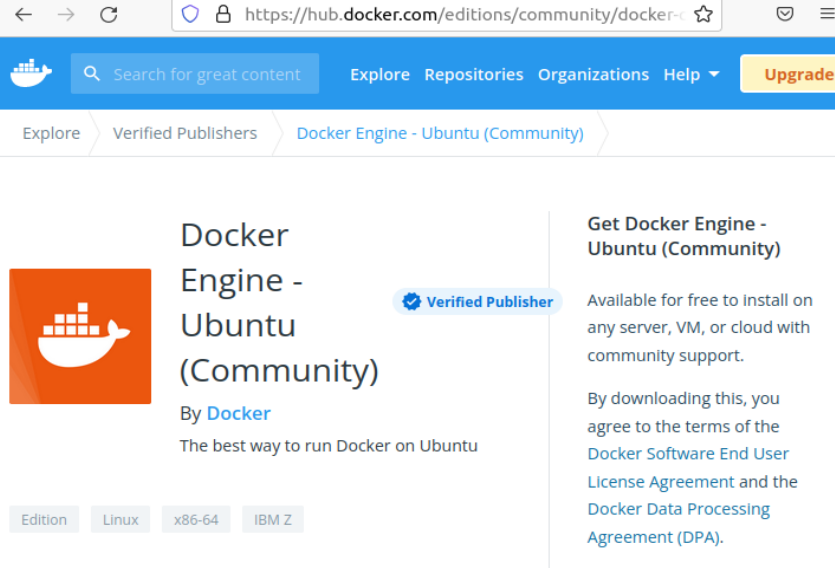 https://hub.docker.com/editions/community/docker-
Search for great content
Explore Repositories Organizations Help Upgrade
Explore Verified Publishers Docker Engine - Ubuntu (Community)
Docker
Engine -
Ubuntu
(Community)
Verified Publisher
By Docker
The best way to run Docker on Ubuntu
Edition Linux x86-64 IBM Z
Get Docker Engine -
Ubuntu (Community)
Available for free to install on
any server, VM, or cloud with
community support.
By downloading this, you
agree to the terms of the
Docker Software End User
License Agreement and the
Docker Data Processing
Agreement (DPA).